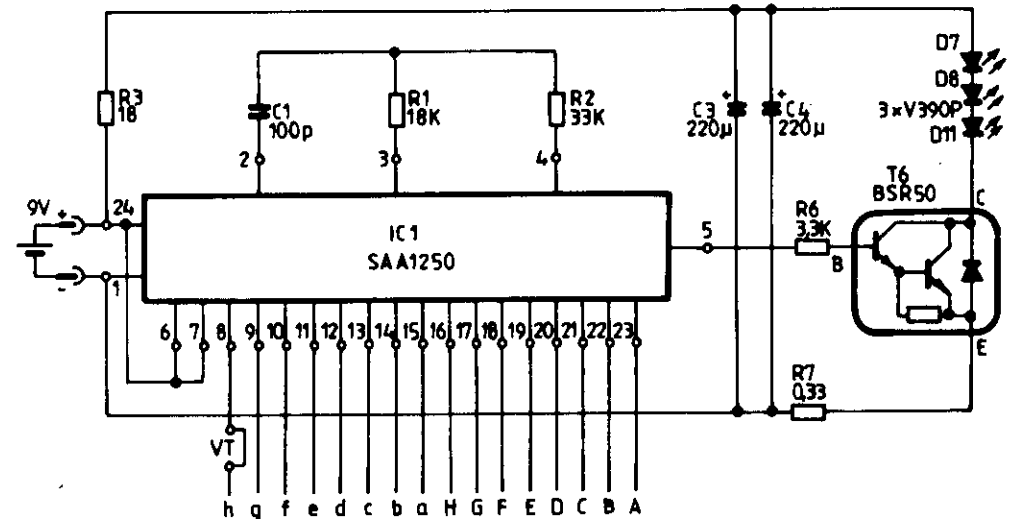 D7
D8
3xV390P
D11
R3
18
C1
100p
R1
18K
R2
33K
C3
220µ
+
C4
220µ
+
2
3
4
T6
BSR50
C
9V
+
24
IC1
SAA1250
5
R6
3,3K
B
-
1
E
6 7 8 9 10 11 12 13 14 15 16 17 18 19 20 21 22 23
R7
0,33
VT
h g f e d c b a H G F E D C B A